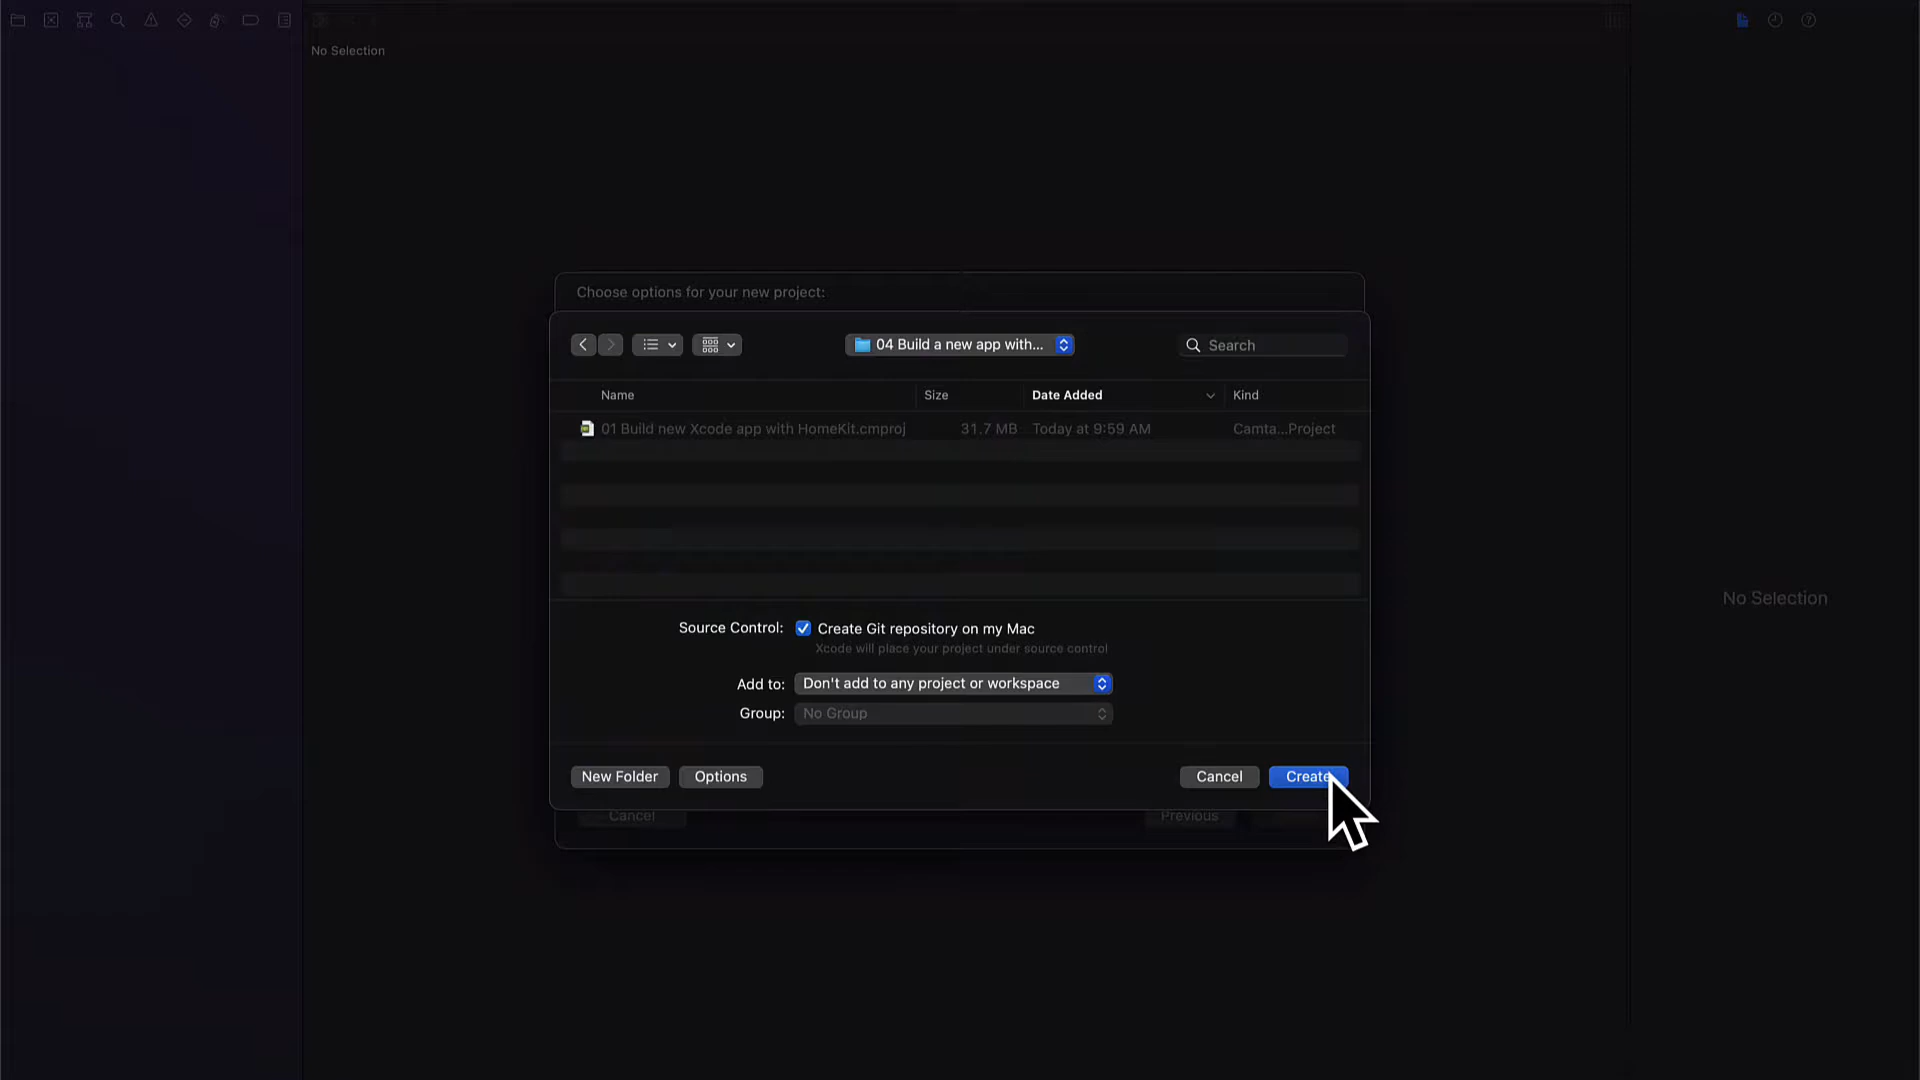 No Selection
Choose options for your new project:
04 Build a new app with...
Search
Name Size Date Added Kind
01 Build new Xcode app with HomeKit.cmproj 31.7 MB Today at 9:59 AM Camta...Project
No Selection
Source Control: Create Git repository on my Mac
Xcode will place your project under source control
Add to: Don't add to any project or workspace
Group: No Group
New Folder Options Cancel Create
Cancel Previous